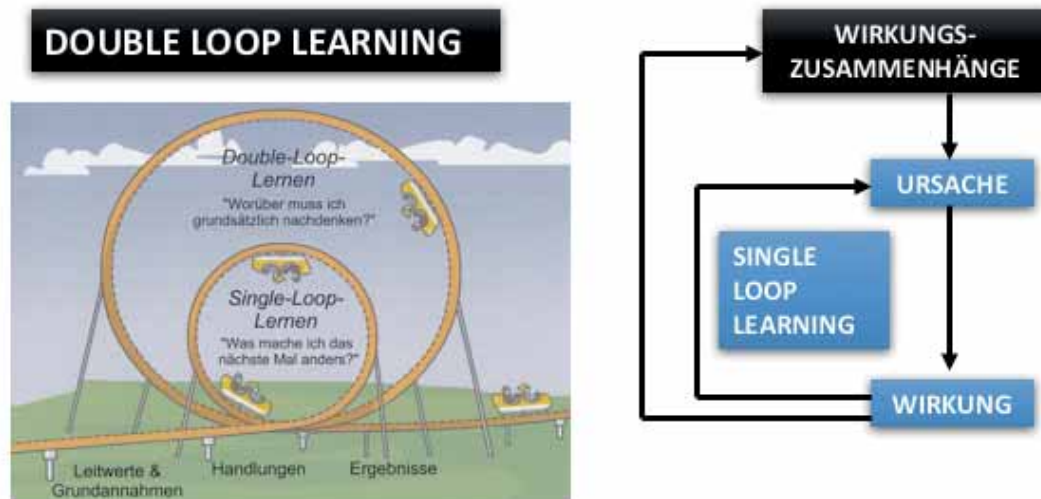 DOUBLE LOOP LEARNING
Double-Loop-
Lernen
"Worüber muss ich
grundsätzlich nachdenken?"
Single-Loop-
Lernen
"Was mache ich das
nächste Mal anders?"
Leitwerte &
Grundannahmen
Handlungen
Ergebnisse
WIRKUNGS-
ZUSAMMENHÄNGE
URSACHE
SINGLE
LOOP
LEARNING
WIRKUNG